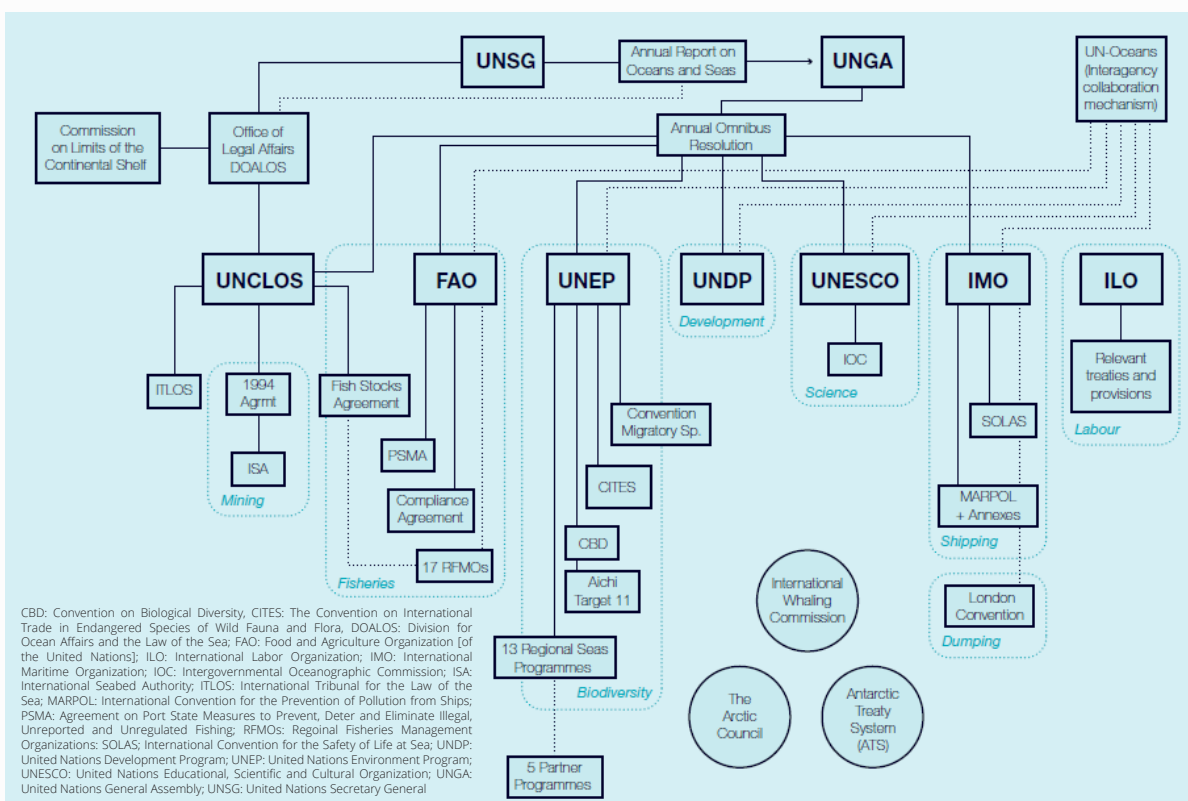 UNSG
Annual Report on
Oceans and Seas
UNGA
UN-Oceans
(Interagency
collaboration
mechanism)
Commission
on Limits of the
Continental Shelf
Office of
Legal Affairs
DOALOS
Annual Omnibus
Resolution
UNCLOS
FAO
UNEP
UNDP
UNESCO
IMO
ILO
Development
ITLOS
1994
Agrmt
ISA
Mining
Fish Stocks
Agreement
PSMA
Compliance
Agreement
17 RFMOs
Fisheries
Convention
Migratory Sp.
CITES
CBD
Aichi
Target 11
13 Regional Seas
Programmes
Biodiversity
5 Partner
Programmes
IOC
Science
SOLAS
MARPOL
+ Annexes
Shipping
London
Convention
Dumping
Relevant
treaties and
provisions
Labour
International
Whaling
Commission
The
Arctic
Council
Antarctic
Treaty
System
(ATS)
CBD: Convention on Biological Diversity, CITES: The Convention on International
Trade in Endangered Species of Wild Fauna and Flora, DOALOS: Division for
Ocean Affairs and the Law of the Sea; FAO: Food and Agriculture Organization [of
the United Nations]; ILO: International Labor Organization; IMO: International
Maritime Organization; IOC: Intergovernmental Oceanographic Commission; ISA:
International Seabed Authority; ITLOS: International Tribunal for the Law of the
Sea; MARPOL: International Convention for the Prevention of Pollution from Ships;
PSMA: Agreement on Port State Measures to Prevent, Deter and Eliminate Illegal,
Unreported and Unregulated Fishing; RFMOs: Regoinal Fisheries Management
Organizations: SOLAS; International Convention for the Safety of Life at Sea; UNDP:
United Nations Development Program; UNEP: United Nations Environment Program;
UNESCO: United Nations Educational, Scientific and Cultural Organization; UNGA:
United Nations General Assembly; UNSG: United Nations Secretary General